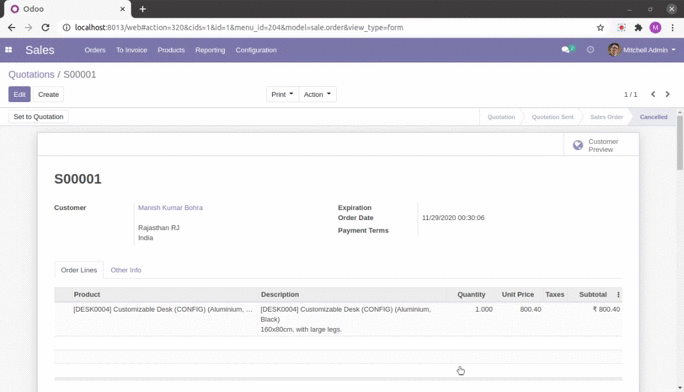 Odoo
localhost:8013/web#action=320&cids=1&id=1&menu_id=204&model=sale.order&view_type=form
M
Sales Orders To Invoice Products Reporting Configuration Mitchell Admin
Quotations / S00001
Edit Create Print Action 1 / 1
Set to Quotation Quotation Quotation Sent Sales Order Cancelled
Customer
Preview
S00001
Customer Manish Kumar Bohra Expiration
Order Date 11/29/2020 00:30:06
Rajasthan RJ Payment Terms
India
Order Lines Other Info
Product Description Quantity Unit Price Taxes Subtotal
[DESK0004] Customizable Desk (CONFIG) (Aluminium, ... [DESK0004] Customizable Desk (CONFIG) (Aluminium, 1.000 800.40 ₹ 800.40
Black)
160x80cm, with large legs.